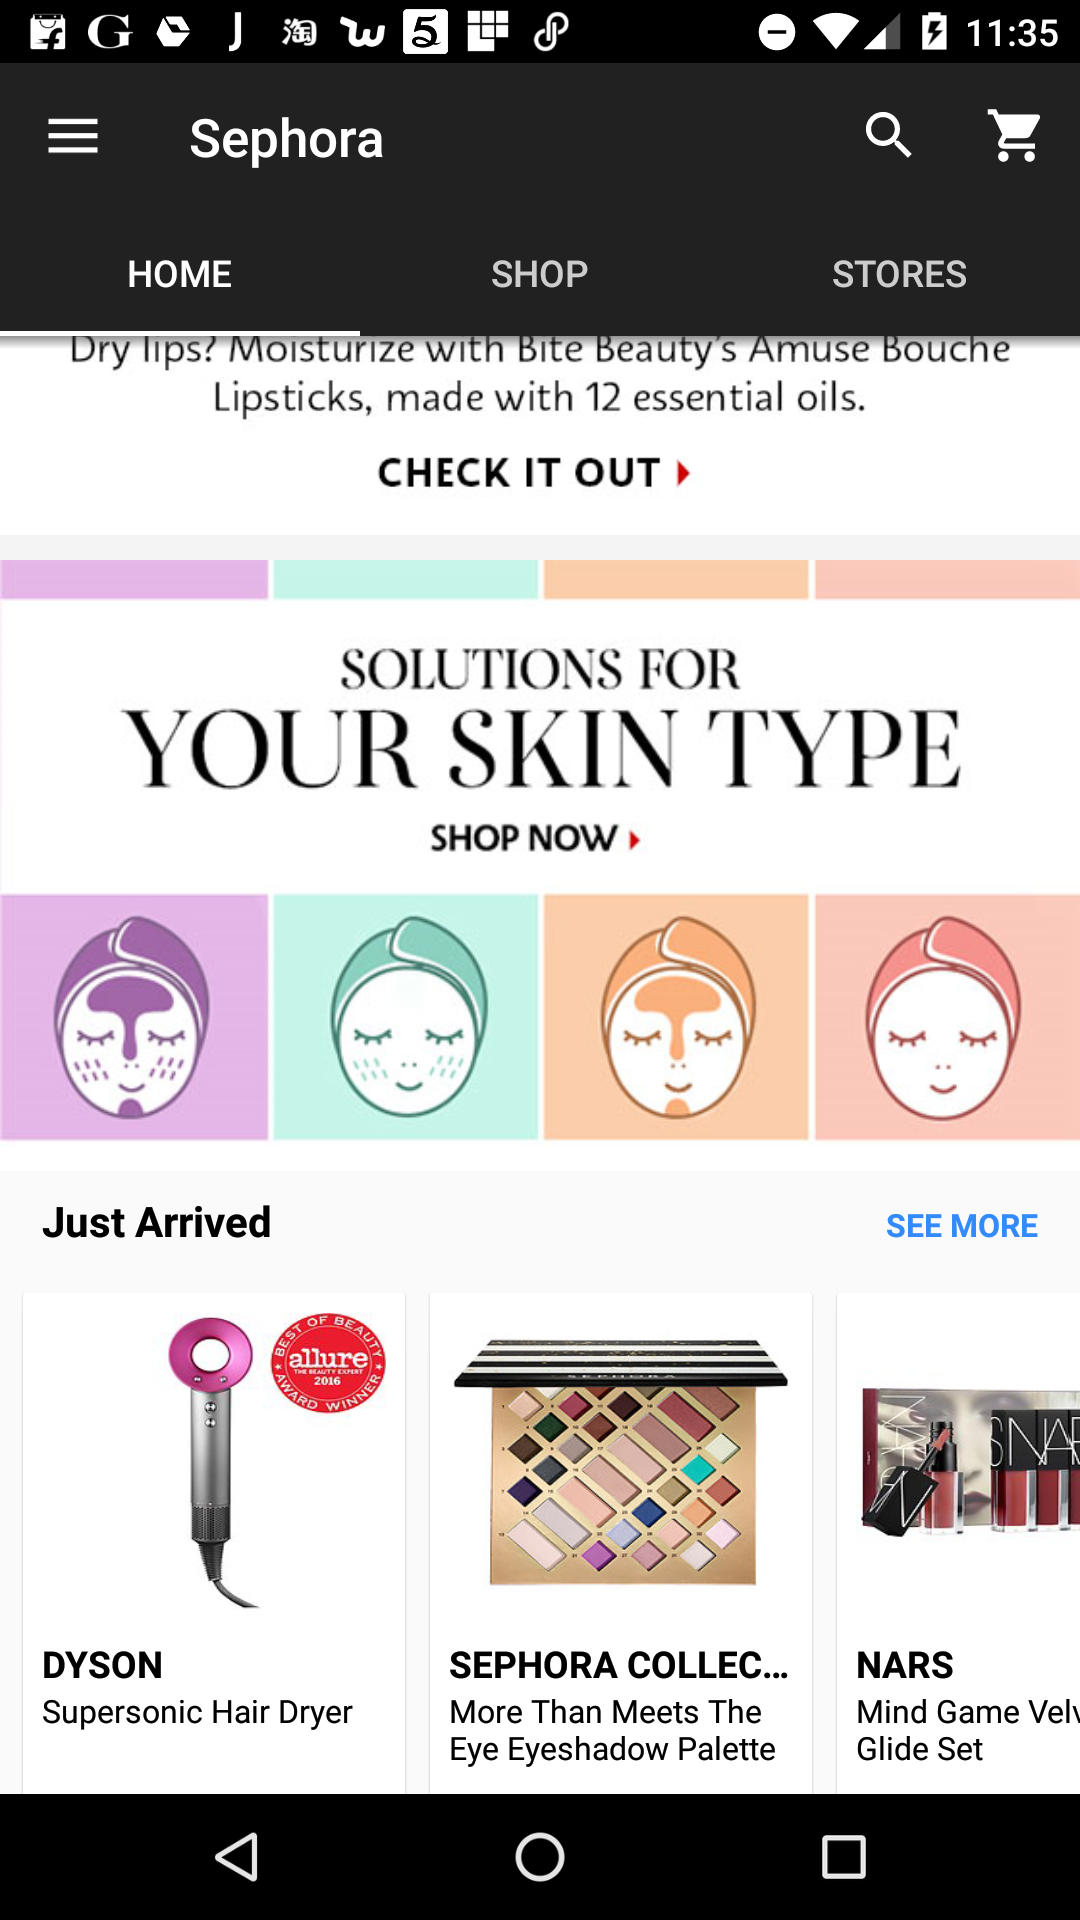 11:35
Sephora
HOME
SHOP
STORES
Dry lips? Moisturize with Bite Beauty's Amuse Bouche
Lipsticks, made with 12 essential oils.
CHECK IT OUT
SOLUTIONS FOR
YOUR SKIN TYPE
SHOP NOW
Just Arrived
SEE MORE
BEST OF BEAUTY
allure
THE BEAUTY EXPERT
2016
AWARD WINNER
SEPHORA
NARS
DYSON
Supersonic Hair Dryer
SEPHORA COLLEC...
More Than Meets The
Eye Eyeshadow Palette
NARS
Mind Game Velv
Glide Set